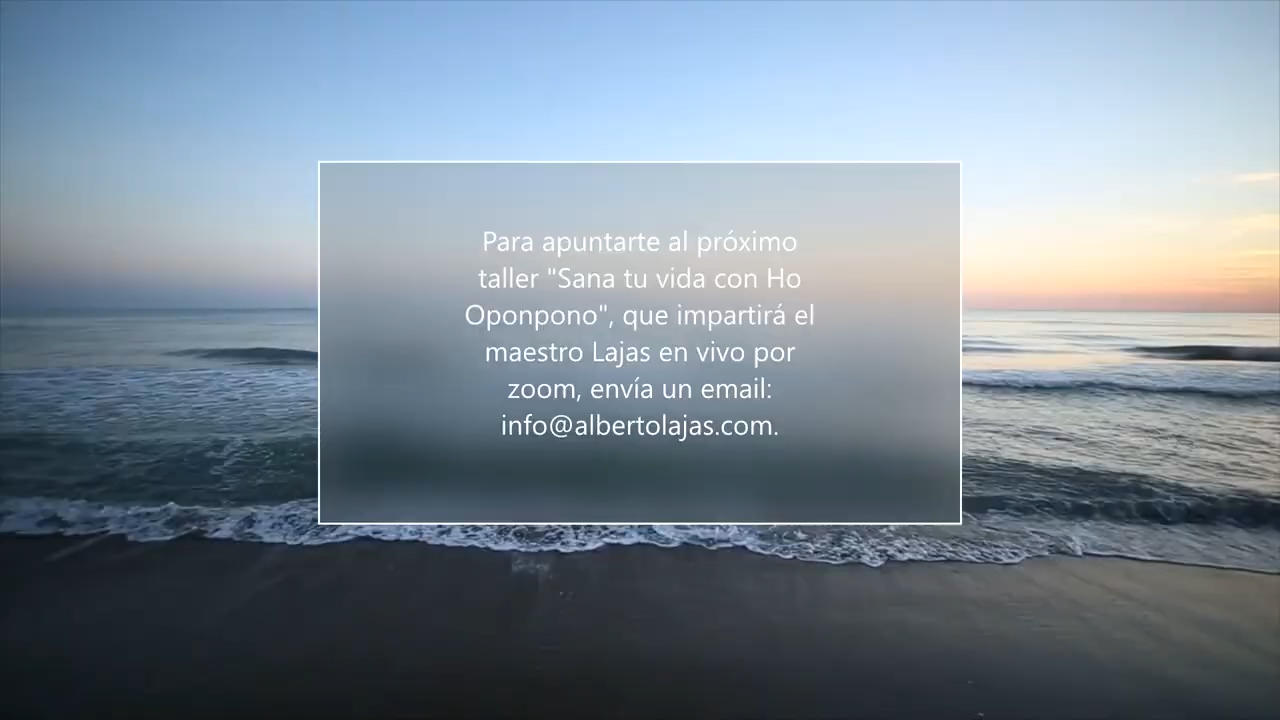 Para apuntarte al próximo
taller "Sana tu vida con Ho
Oponpono", que impartirá el
maestro Lajas en vivo por
zoom, envía un email:
info@albertolajas.com.